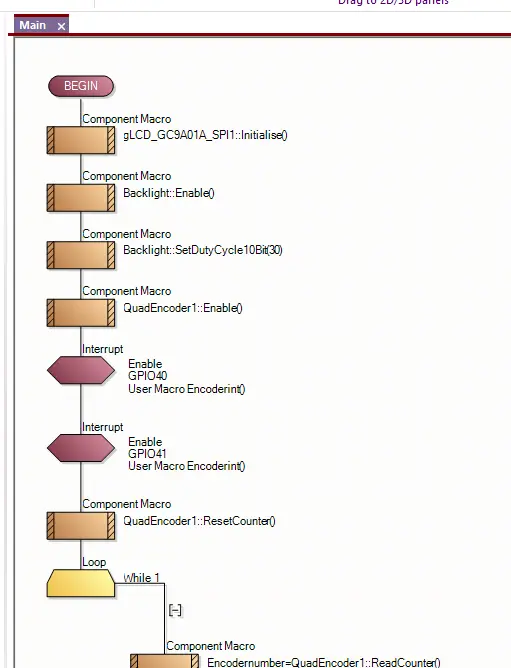 Drag to 2D/3D panels
Main x
BEGIN
Component Macro
gLCD_GC9A01A_SPI1::Initialise()
Component Macro
Backlight::Enable()
Component Macro
Backlight::SetDutyCycle10Bit(30)
Component Macro
QuadEncoder1::Enable()
Interrupt
Enable
GPIO40
User Macro Encoderint()
Interrupt
Enable
GPIO41
User Macro Encoderint()
Component Macro
QuadEncoder1::ResetCounter()
Loop
While 1
[–]
Component Macro
Encodernumber=QuadEncoder1::ReadCounter()